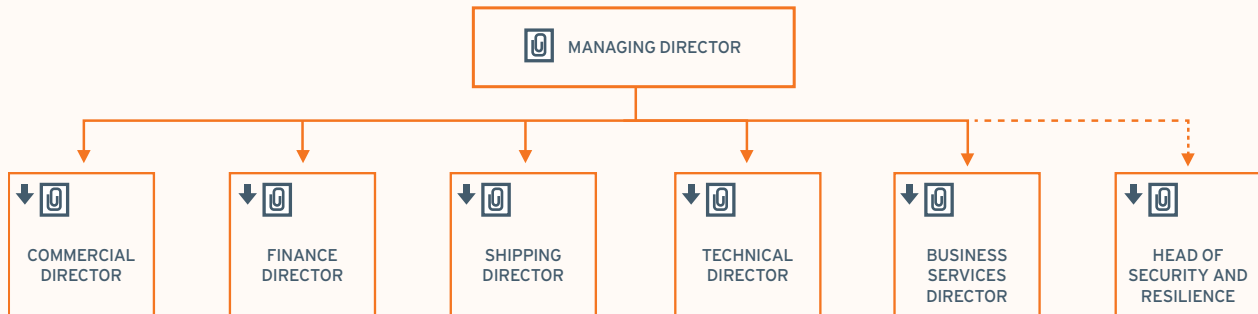 MANAGING DIRECTOR
COMMERCIAL
DIRECTOR
FINANCE
DIRECTOR
SHIPPING
DIRECTOR
TECHNICAL
DIRECTOR
BUSINESS
SERVICES
DIRECTOR
HEAD OF
SECURITY AND
RESILIENCE